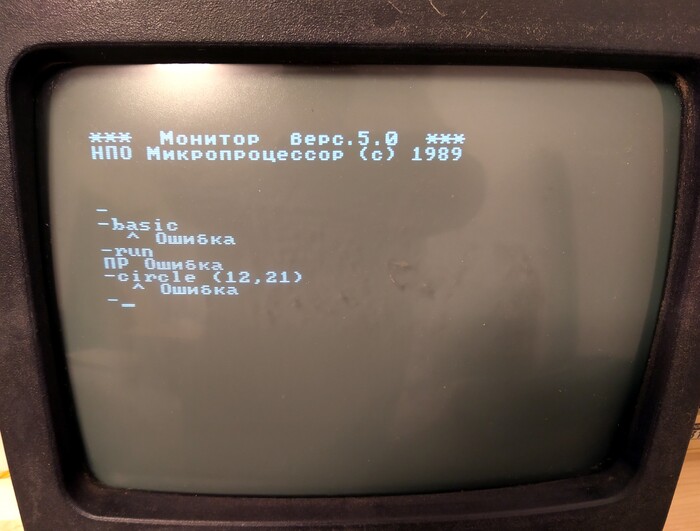 *** Монитор верс.5.0 ***
НПО Микропроцессор (c) 1989
-
-basic
^ Ошибка
-run
ПР Ошибка
-circle (12,21)
^ Ошибка
-_